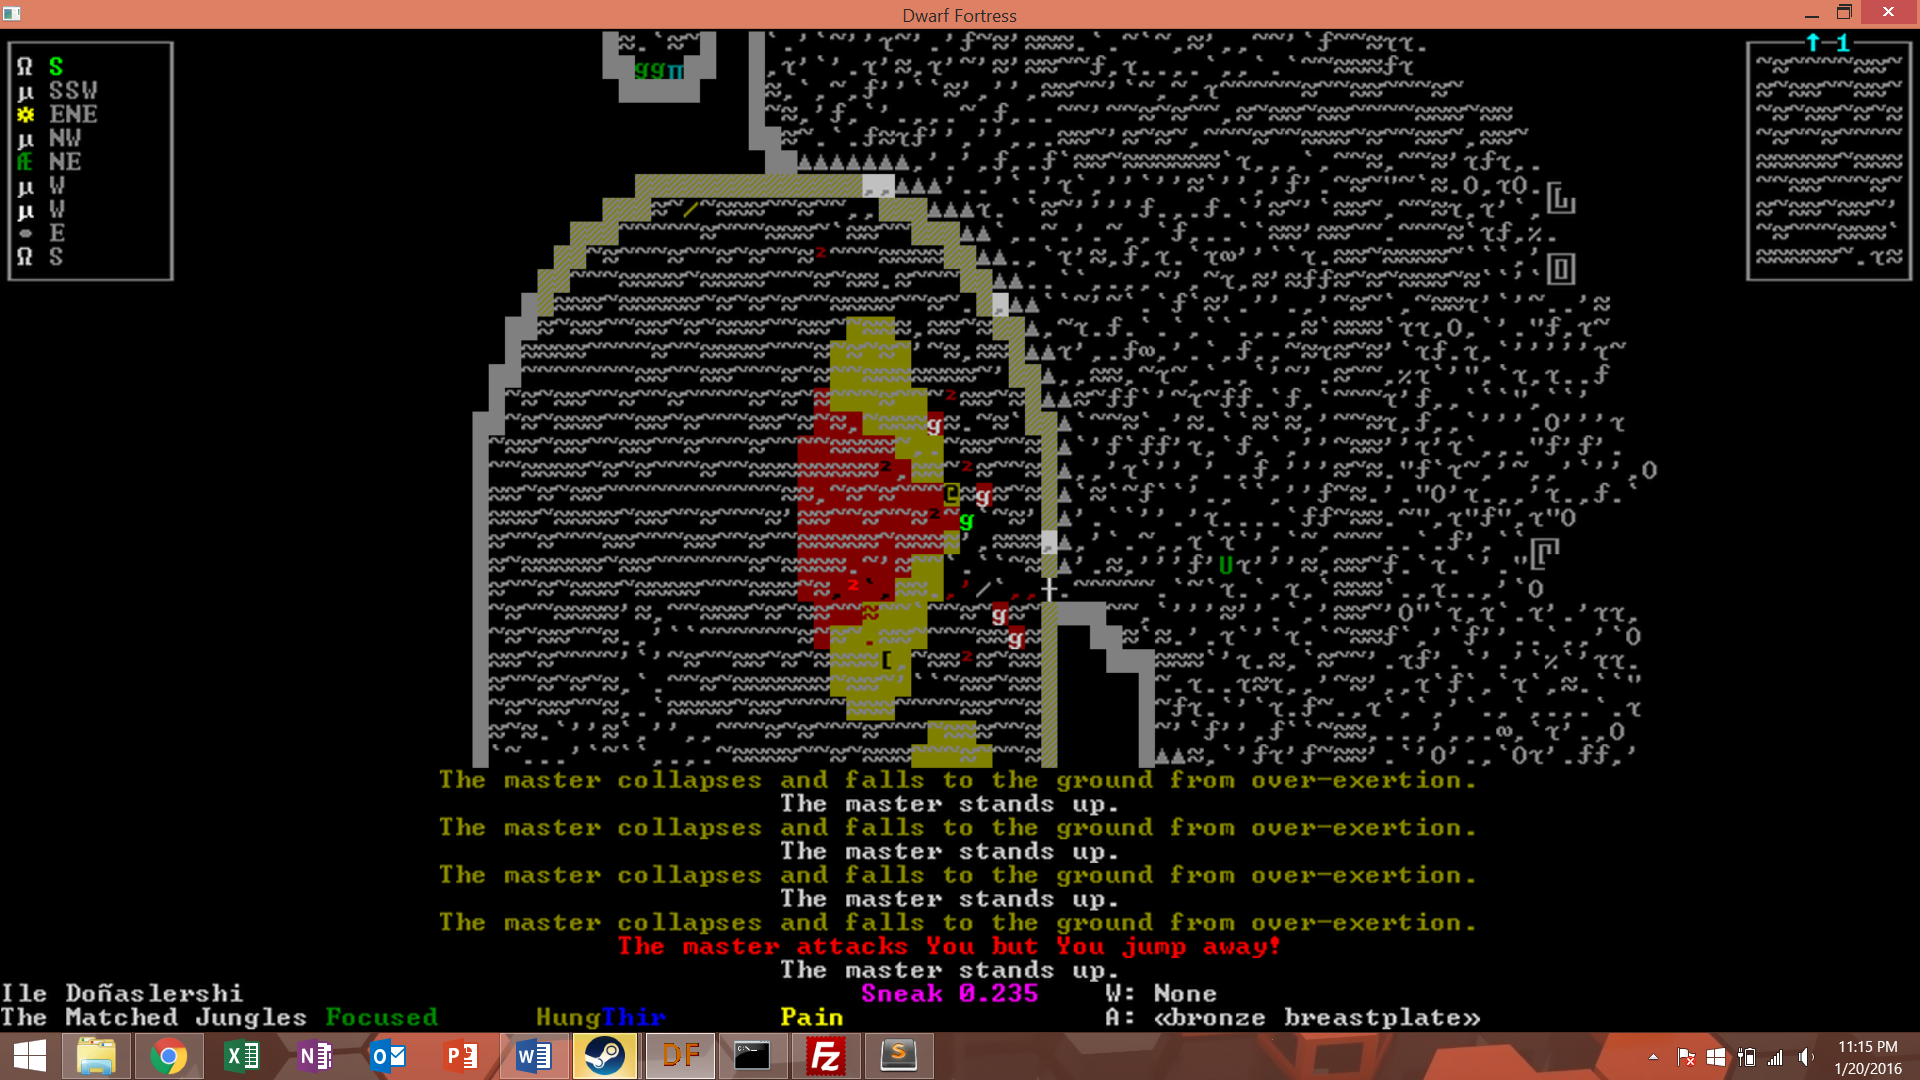 Dwarf Fortress
Ω S
µ SSW
☼ ENE
µ NW
Æ NE
µ W
µ W
E
Ω S
↑ 1
The master collapses and falls to the ground from over-exertion.
The master stands up.
The master collapses and falls to the ground from over-exertion.
The master stands up.
The master collapses and falls to the ground from over-exertion.
The master stands up.
The master collapses and falls to the ground from over-exertion.
The master attacks You but You jump away!
The master stands up.
Ile Doñaslershi
Sneak 0.235
W: None
The Matched Jungles Focused
HungThir
Pain
A: «bronze breastplate»
DF
11:15 PM
1/20/2016